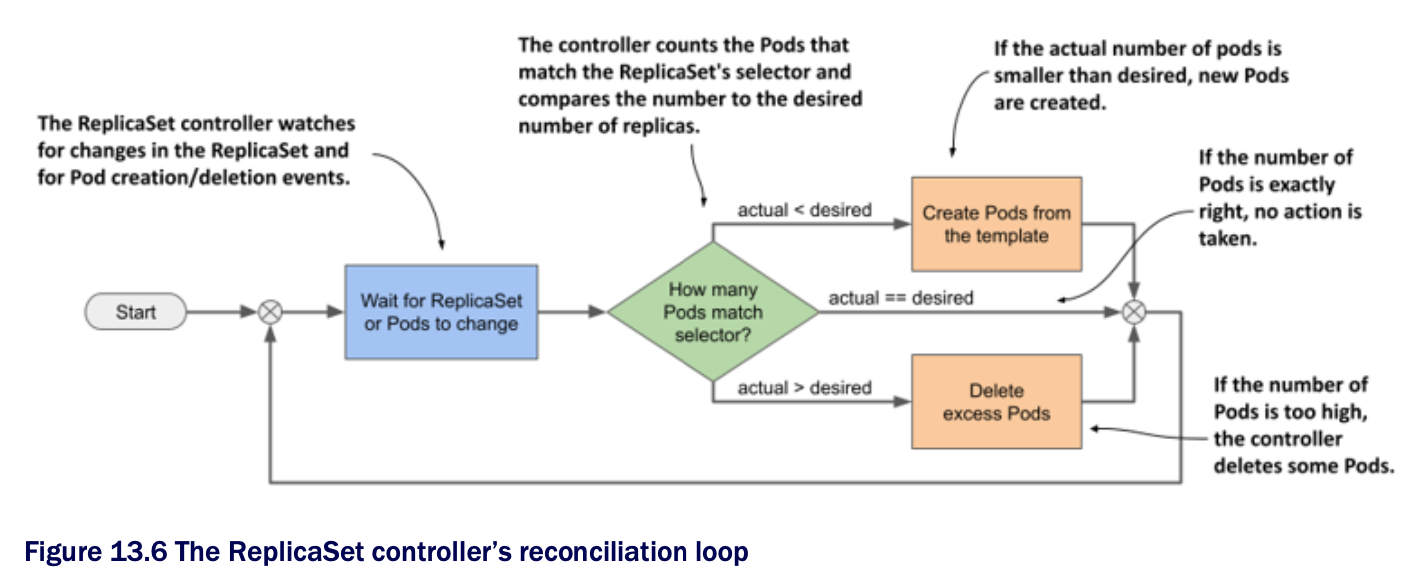 The ReplicaSet controller watches
for changes in the ReplicaSet and
for Pod creation/deletion events.
The controller counts the Pods that
match the ReplicaSet's selector and
compares the number to the desired
number of replicas.
If the actual number of pods is
smaller than desired, new Pods
are created.
If the number of
Pods is exactly
right, no action is
taken.
Start
Wait for ReplicaSet
or Pods to change
How many
Pods match
selector?
actual < desired
Create Pods from
the template
actual == desired
actual > desired
Delete
excess Pods
If the number of
Pods is too high,
the controller
deletes some Pods.
Figure 13.6 The ReplicaSet controller’s reconciliation loop